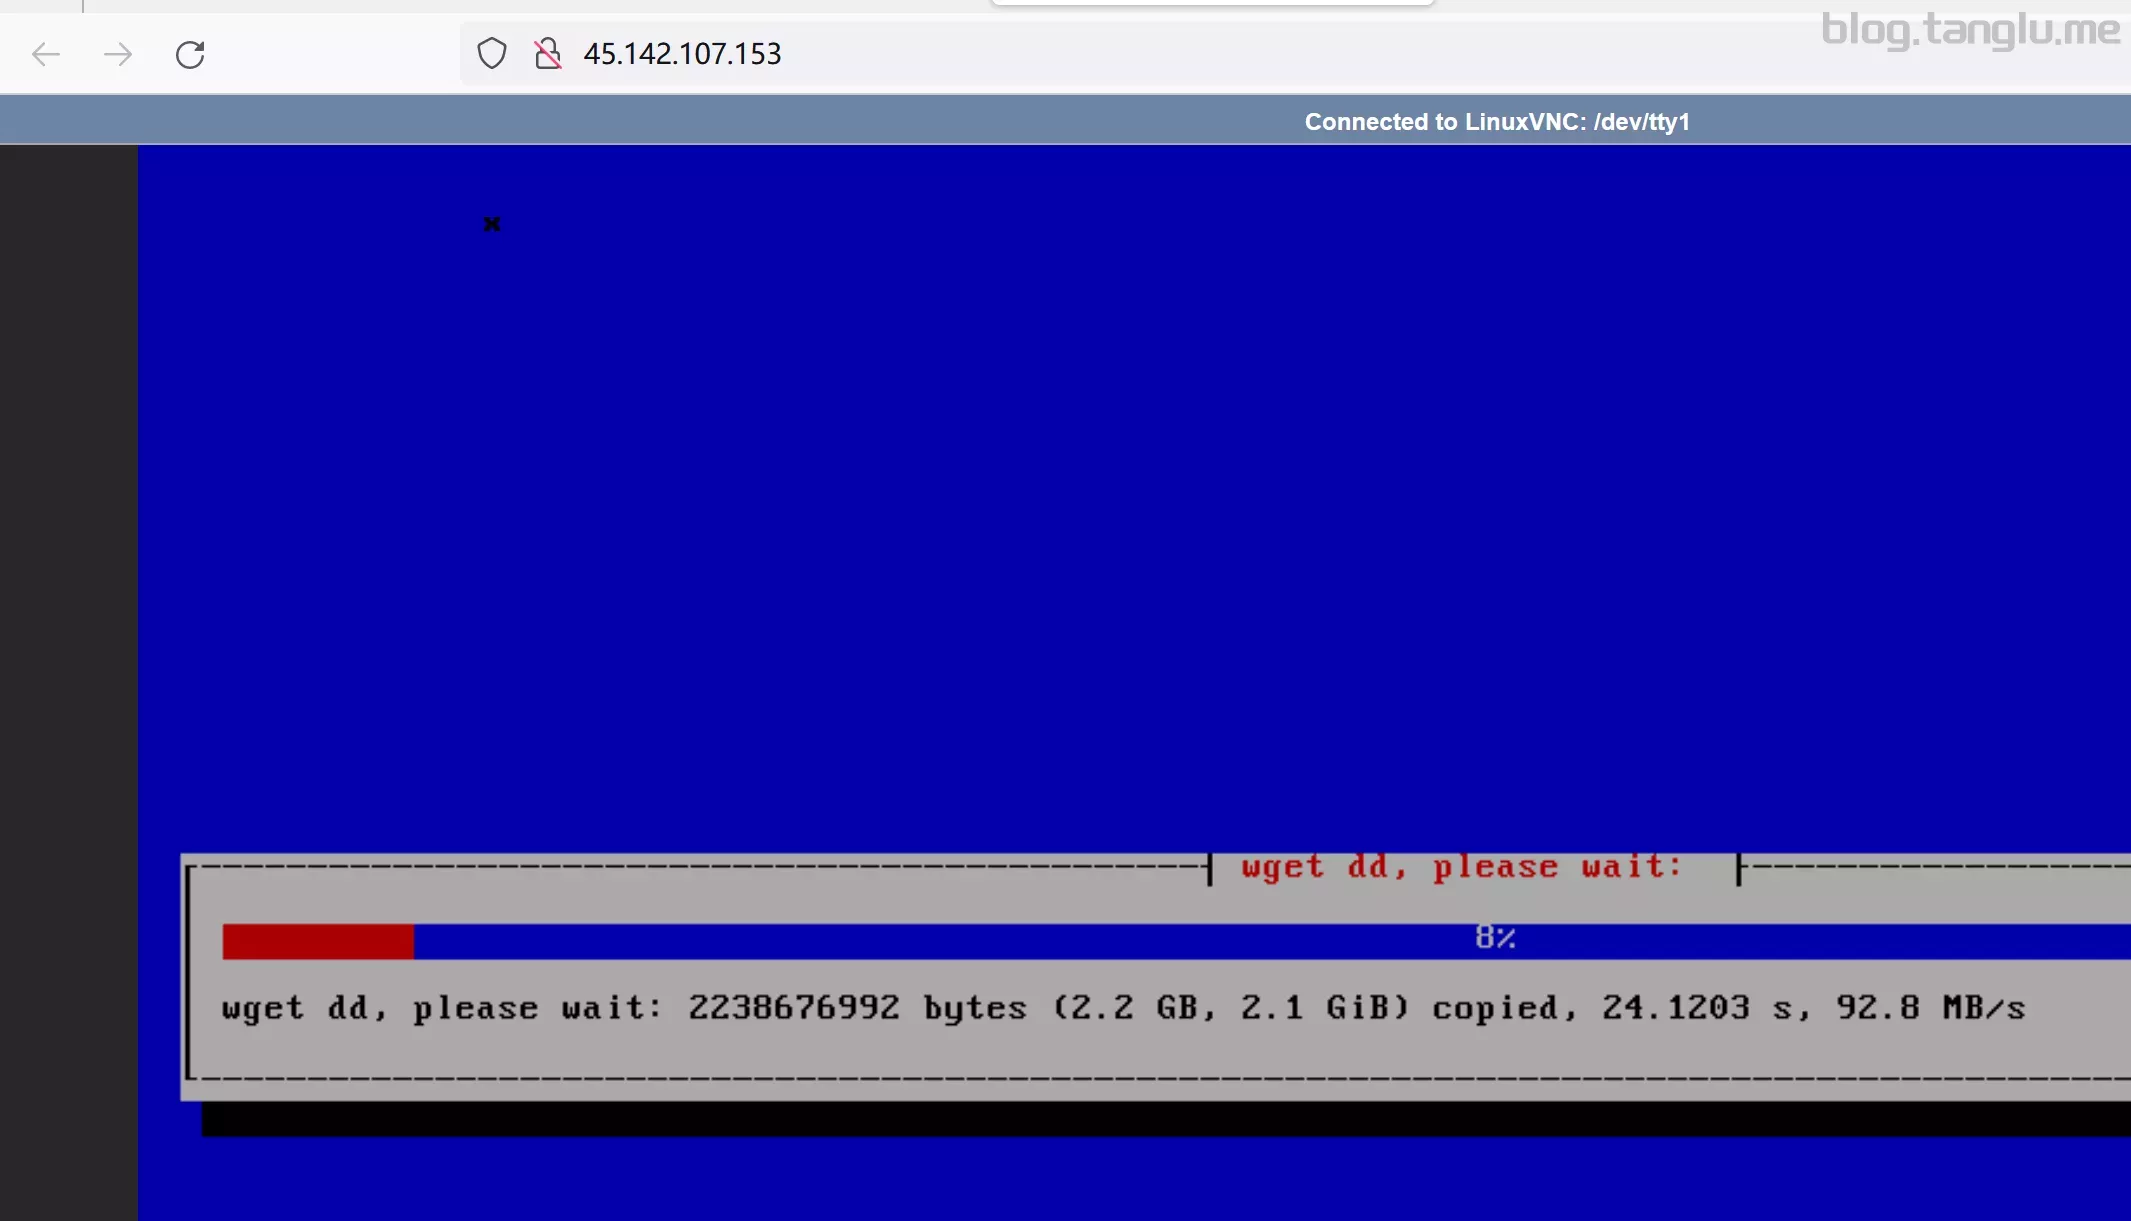 blog.tanglu.me
45.142.107.153
Connected to LinuxVNC: /dev/tty1
wget dd, please wait:
8%
wget dd, please wait: 2238676992 bytes (2.2 GB, 2.1 GiB) copied, 24.1203 s, 92.8 MB/s